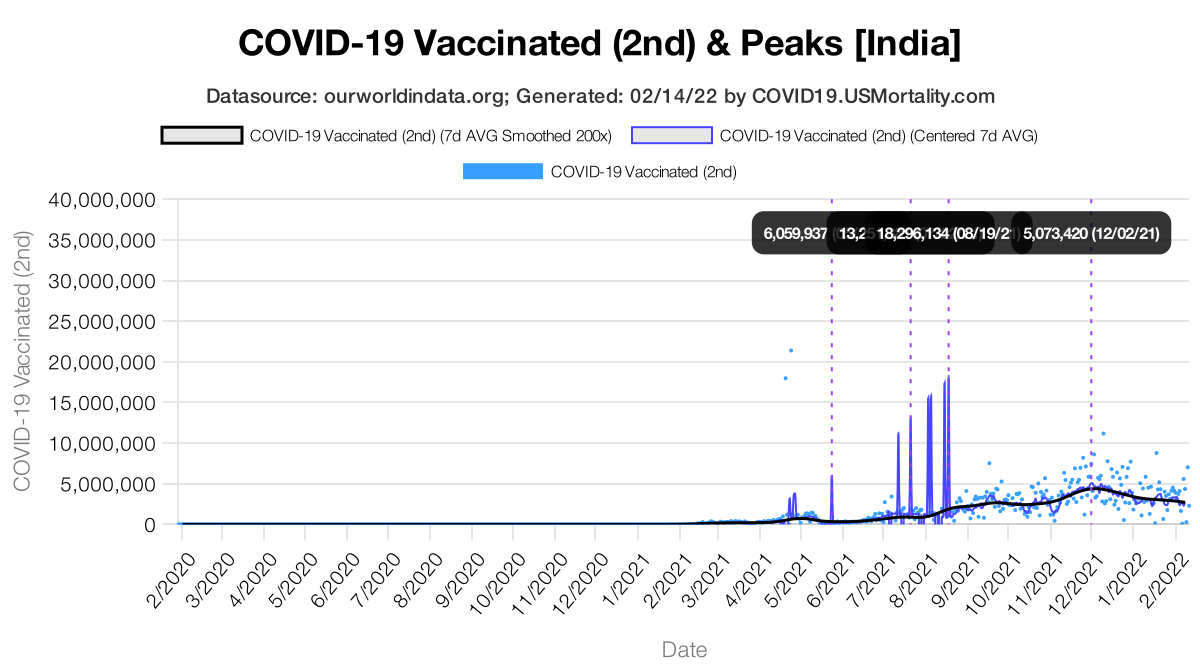 COVID-19 Vaccinated (2nd) & Peaks [India]
Datasource: ourworldindata.org; Generated: 02/14/22 by COVID19.USMortality.com
COVID-19 Vaccinated (2nd) (7d AVG Smoothed 200x) COVID-19 Vaccinated (2nd) (Centered 7d AVG)
COVID-19 Vaccinated (2nd)
40,000,000
6,059,937 18,296,134 (08/19/21) 5,073,420 (12/02/21)
35,000,000
30,000,000
25,000,000
20,000,000
15,000,000
10,000,000
5,000,000
0
COVID-19 Vaccinated (2nd)
2/2020 3/2020 4/2020 5/2020 6/2020 7/2020 8/2020 9/2020 10/2020 11/2020 12/2020 1/2021 2/2021 3/2021 4/2021 5/2021 6/2021 7/2021 8/2021 9/2021 10/2021 11/2021 12/2021 1/2022 2/2022
Date